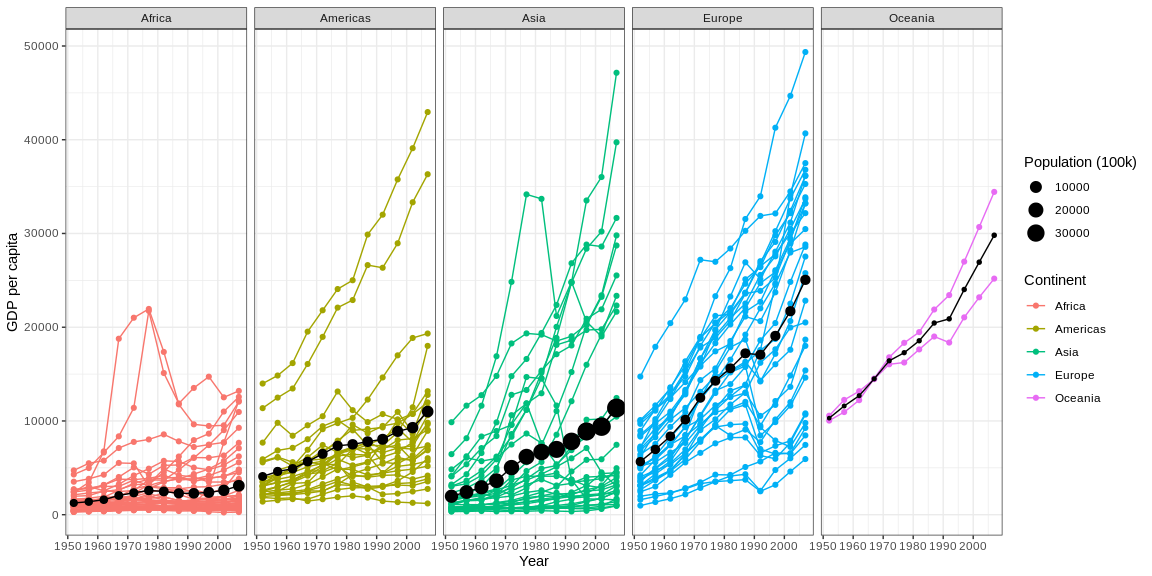 Africa
Americas
Asia
Europe
Oceania
50000
40000
30000
20000
10000
0
GDP per capita
1950 1960 1970 1980 1990 2000
1950 1960 1970 1980 1990 2000
1950 1960 1970 1980 1990 2000
1950 1960 1970 1980 1990 2000
1950 1960 1970 1980 1990 2000
Year
Population (100k)
10000
20000
30000
Continent
Africa
Americas
Asia
Europe
Oceania